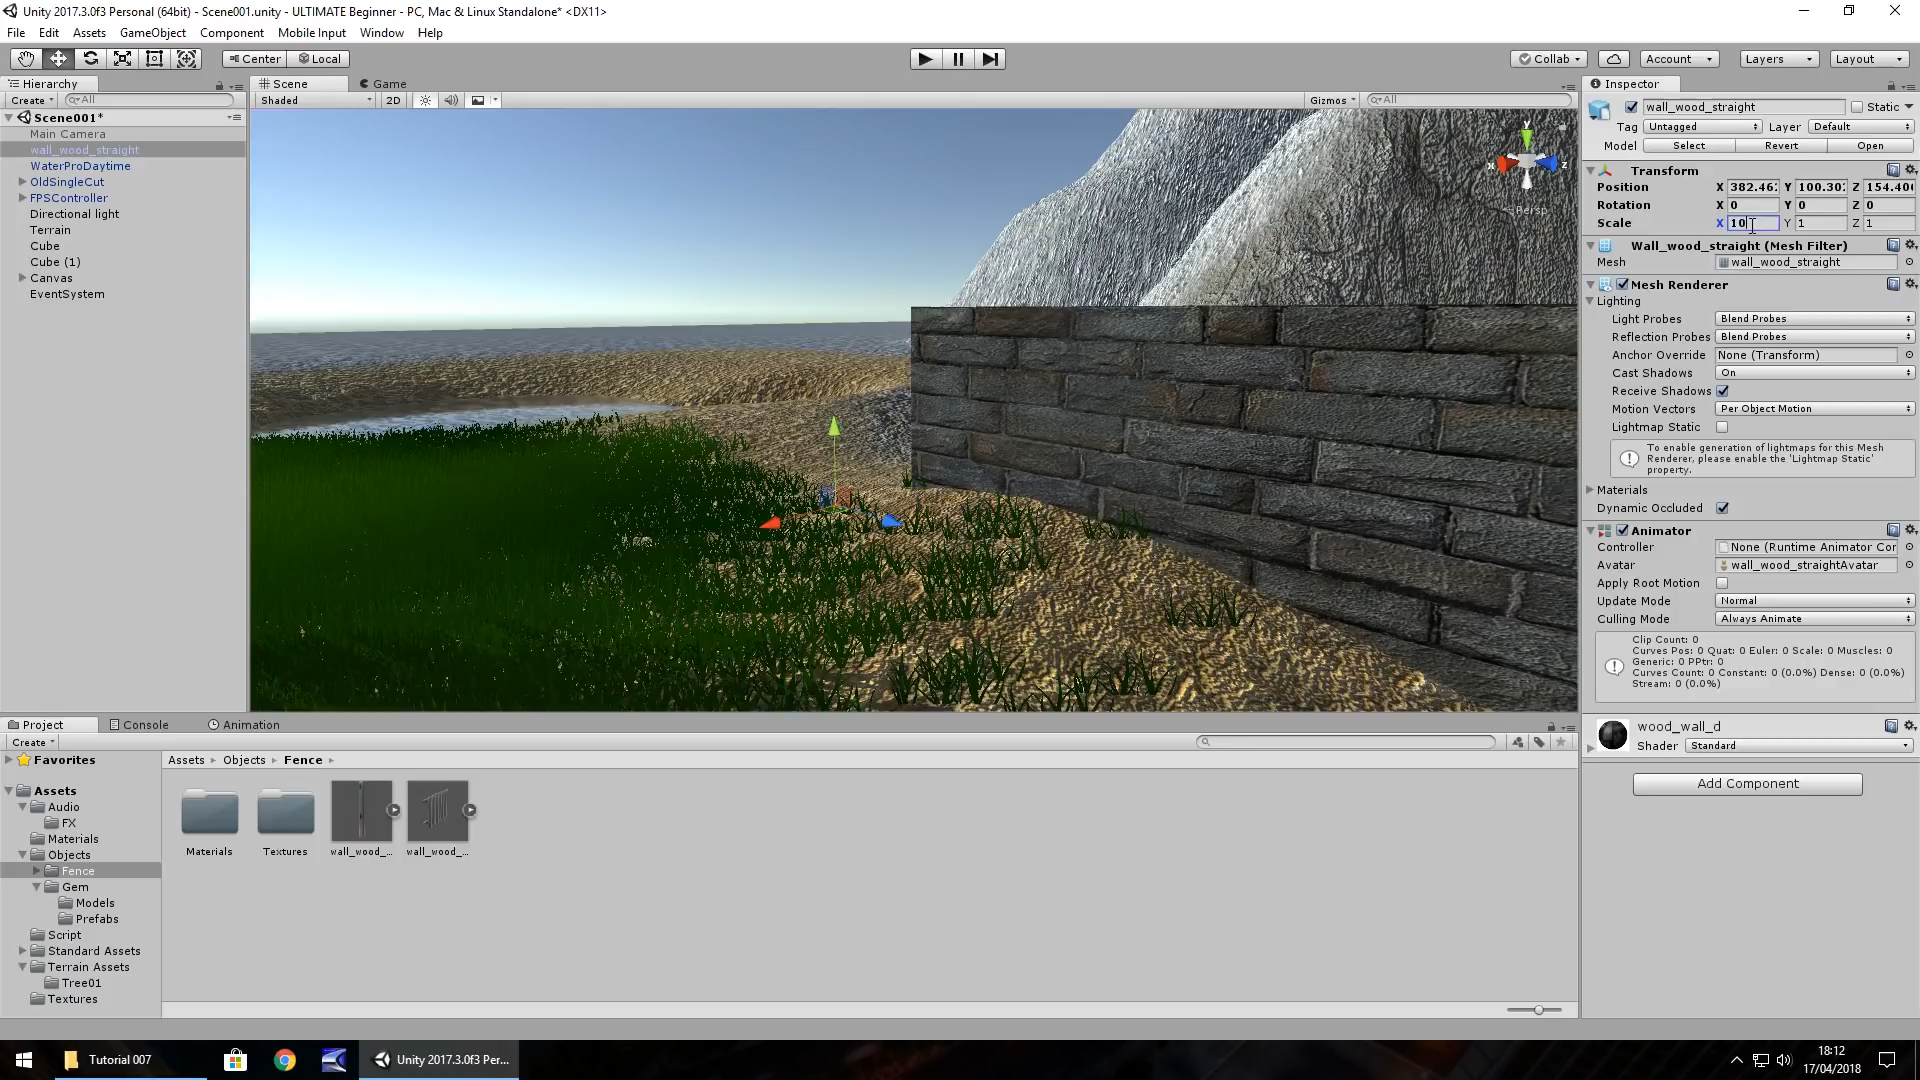 Unity 2017.3.0f3 Personal (64bit) - Scene001.unity - ULTIMATE Beginner - PC, Mac & Linux Standalone* <DX11>
File Edit Assets GameObject Component Mobile Input Window Help
Center Local Collab Account Layers Layout
Hierarchy
Create All
Scene001*
Main Camera
wall_wood_straight
WaterProDaytime
OldSingleCut
FPSController
Directional light
Terrain
Cube
Cube (1)
Canvas
EventSystem
Scene Game
Shaded 2D Gizmos All
y
x z
Persp
Inspector
wall_wood_straight Static
Tag Untagged Layer Default
Model Select Revert Open
Transform
Position X 382.46 Y 100.30 Z 154.40
Rotation X 0 Y 0 Z 0
Scale X 10 Y 1 Z 1
Wall_wood_straight (Mesh Filter)
Mesh wall_wood_straight
Mesh Renderer
Lighting
Light Probes Blend Probes
Reflection Probes Blend Probes
Anchor Override None (Transform)
Cast Shadows On
Receive Shadows
Motion Vectors Per Object Motion
Lightmap Static
To enable generation of lightmaps for this Mesh
Renderer, please enable the 'Lightmap Static'
property.
Materials
Dynamic Occluded
Animator
Controller None (Runtime Animator Cor
Avatar wall_wood_straightAvatar
Apply Root Motion
Update Mode Normal
Culling Mode Always Animate
Clip Count: 0
Curves Pos: 0 Quat: 0 Euler: 0 Scale: 0 Muscles: 0
Generic: 0 PPtr: 0
Curves Count: 0 Constant: 0 (0.0%) Dense: 0 (0.0%)
Stream: 0 (0.0%)
wood_wall_d
Shader Standard
Add Component
Project Console Animation
Create
Favorites
Assets
Audio
FX
Materials
Objects
Fence
Gem
Models
Prefabs
Script
Standard Assets
Terrain Assets
Tree01
Textures
Assets Objects Fence
Materials Textures wall_wood_... wall_wood_...
Tutorial 007 Unity 2017.3.0f3 Per...
18:12
17/04/2018